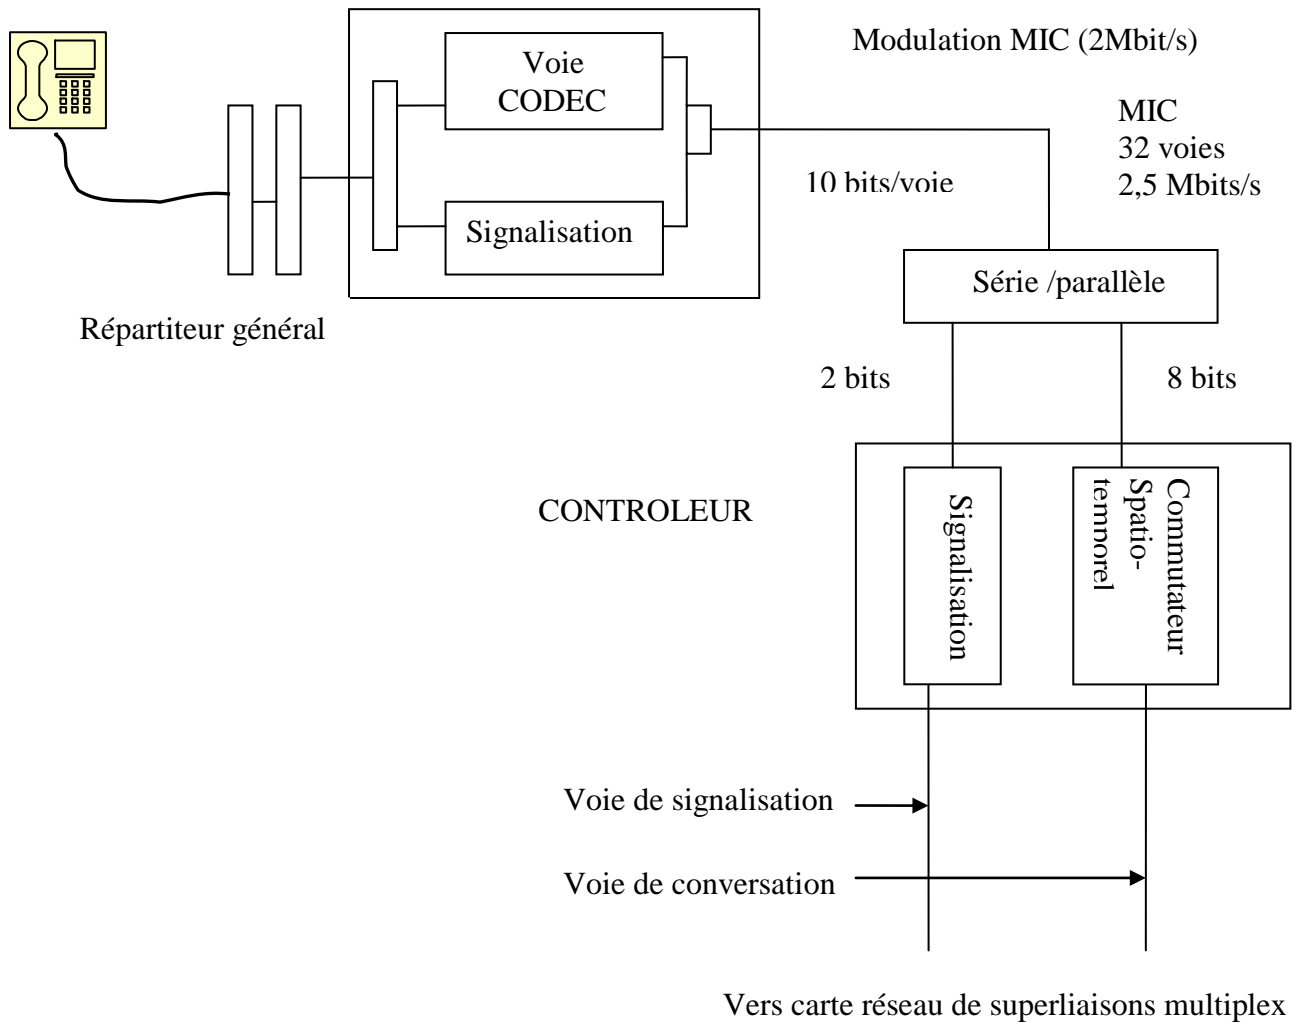 Modulation MIC (2Mbit/s)
Voie
CODEC
MIC
32 voies
2,5 Mbits/s
10 bits/voie
Signalisation
Série /parallèle
Répartiteur général
2 bits
8 bits
CONTROLEUR
Signalisation
Commutateur
Spatio-
temporel
Voie de signalisation
Voie de conversation
Vers carte réseau de superliaisons multiplex